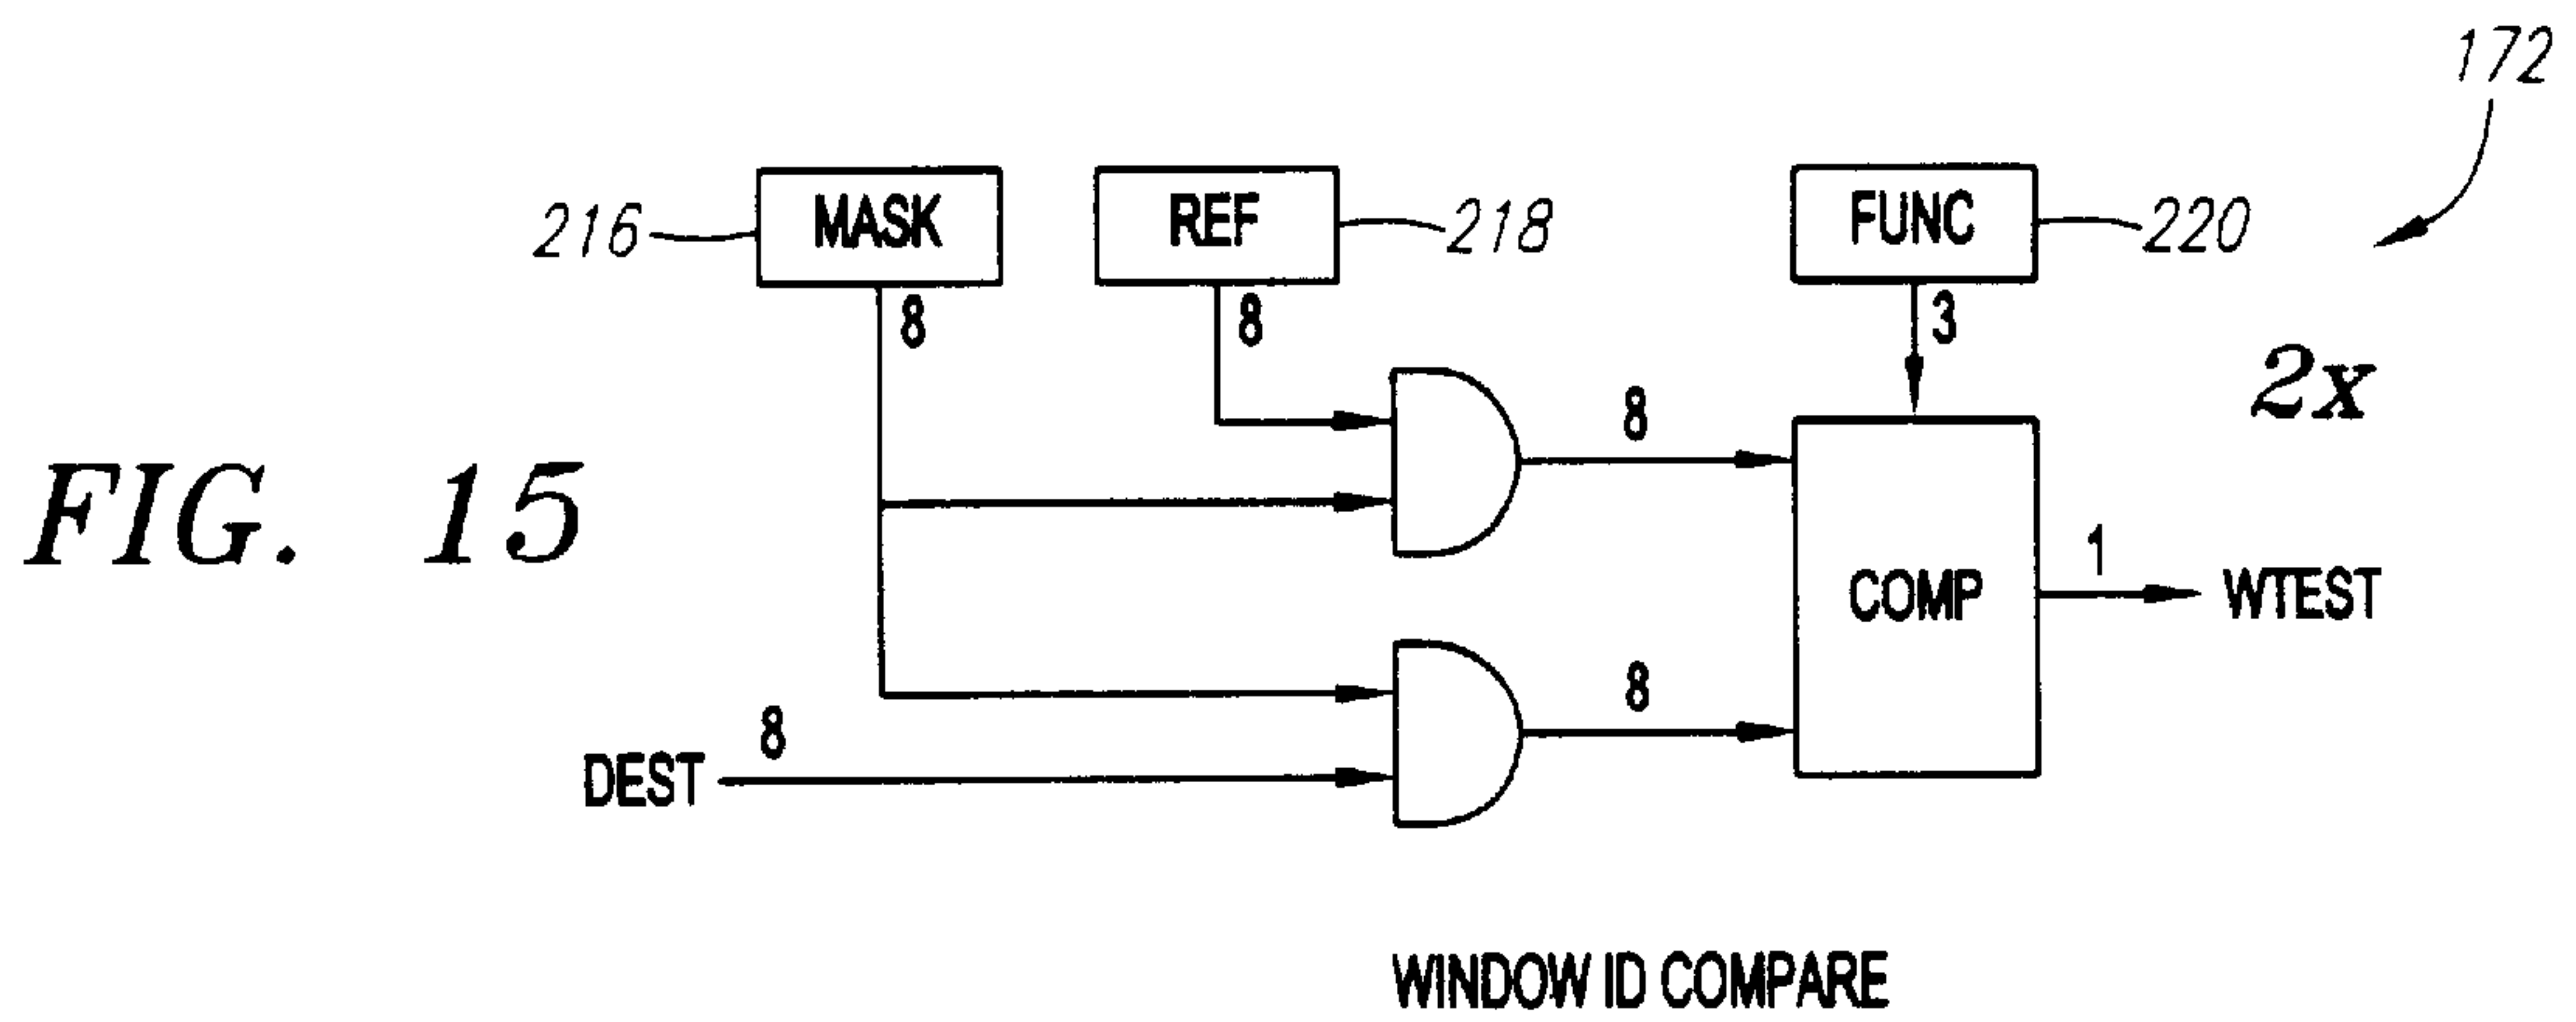 172
216 MASK REF 218 FUNC 220
8 8 3
2x
8 8
FIG. 15
COMP 1 WTEST
8 8
DEST
WINDOW ID COMPARE